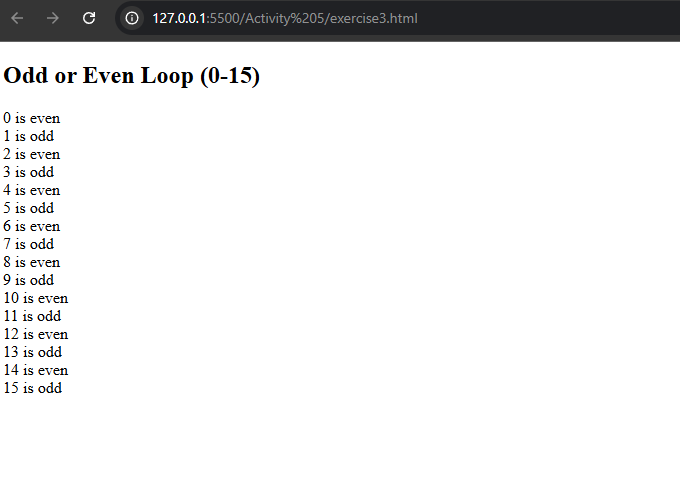 127.0.0.1:5500/Activity%205/exercise3.html
Odd or Even Loop (0-15)
0 is even
1 is odd
2 is even
3 is odd
4 is even
5 is odd
6 is even
7 is odd
8 is even
9 is odd
10 is even
11 is odd
12 is even
13 is odd
14 is even
15 is odd